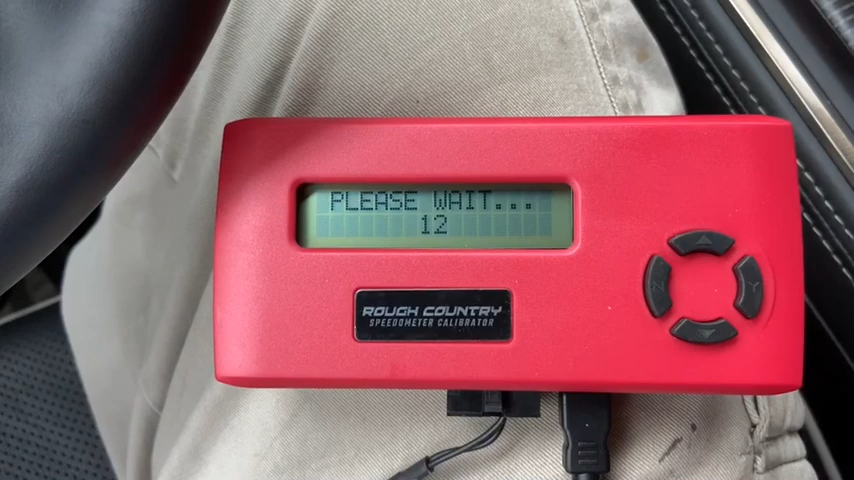 PLEASE WAIT...
12
ROUGH COUNTRY
SPEEDOMETER CALIBRATOR
N
Y